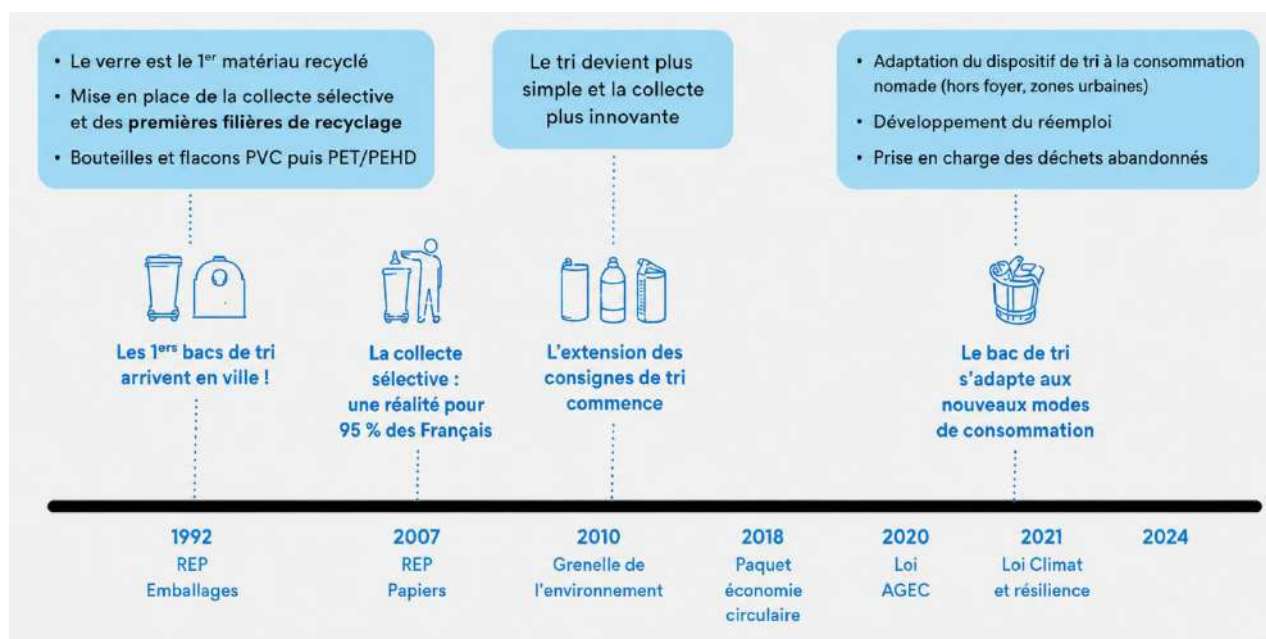 • Le verre est le 1er matériau recyclé
• Mise en place de la collecte sélective
et des premières filières de recyclage
• Bouteilles et flacons PVC puis PET/PEHD
Le tri devient plus
simple et la collecte
plus innovante
• Adaptation du dispositif de tri à la consommation
nomade (hors foyer, zones urbaines)
• Développement du réemploi
• Prise en charge des déchets abandonnés
Les 1ers bacs de tri
arrivent en ville !
La collecte
sélective :
une réalité pour
95 % des Français
L'extension des
consignes de tri
commence
Le bac de tri
s'adapte aux
nouveaux modes
de consommation
1992
REP
Emballages
2007
REP
Papiers
2010
Grenelle de
l'environnement
2018
Paquet
économie
circulaire
2020
Loi
AGEC
2021
Loi Climat
et résilience
2024